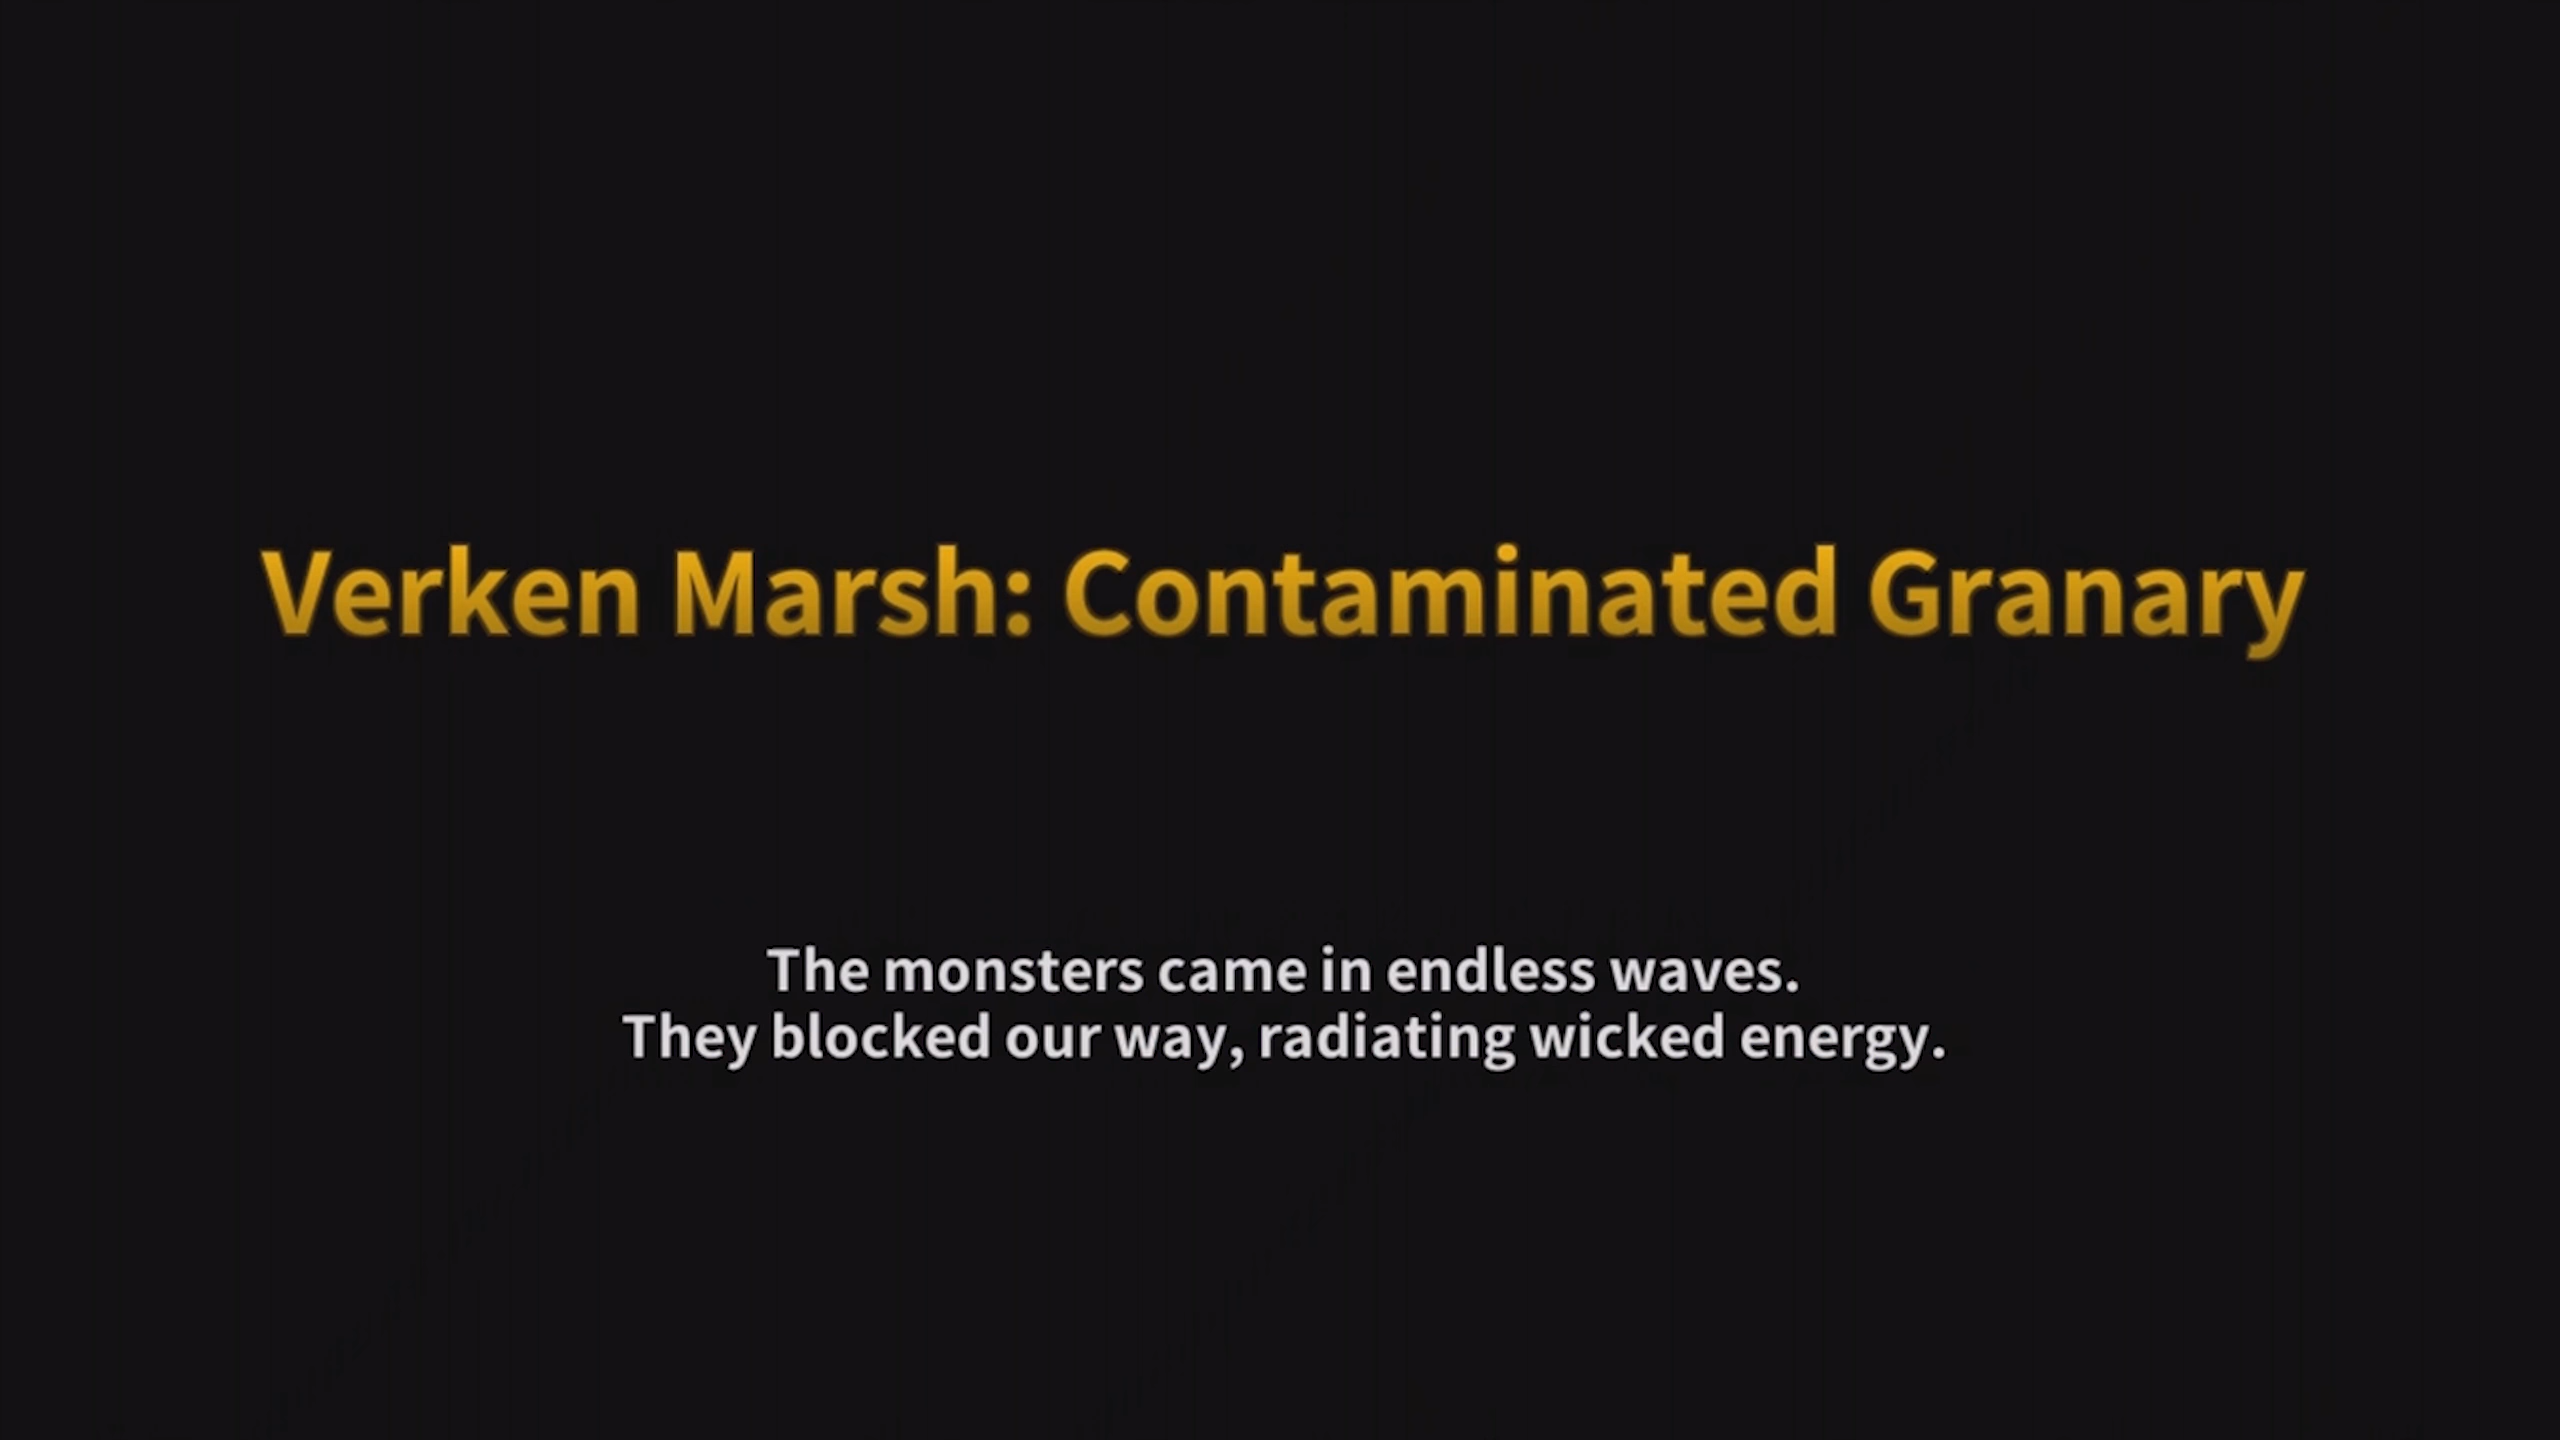 Verken Marsh: Contaminated Granary
The monsters came in endless waves.
They blocked our way, radiating wicked energy.